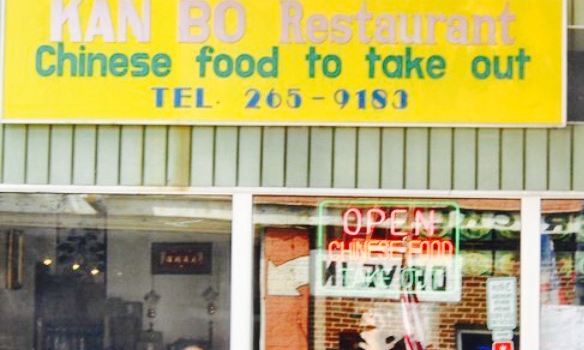 KAN BO Restaurant
Chinese food to take out
TEL. 265-9183
OPEN
CHINESE FOOD